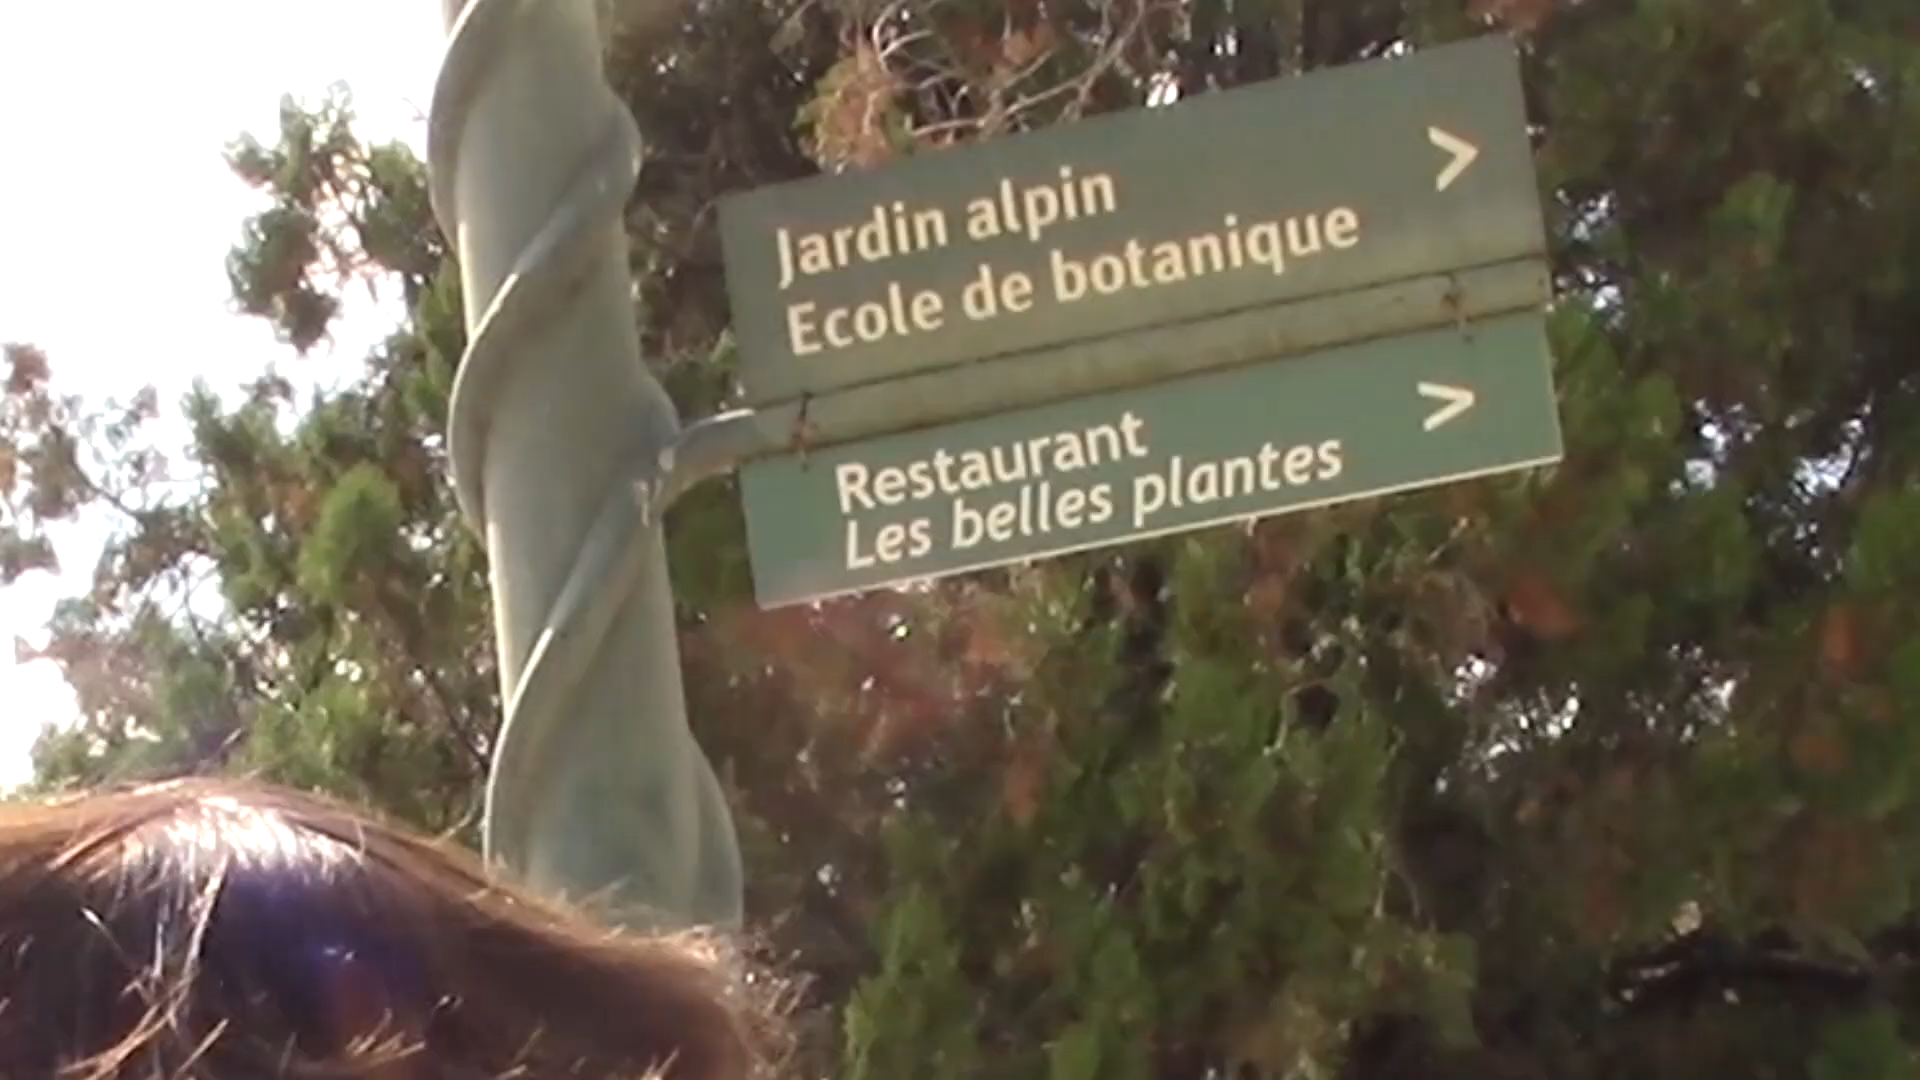 Jardin alpin >
Ecole de botanique
Restaurant >
Les belles plantes